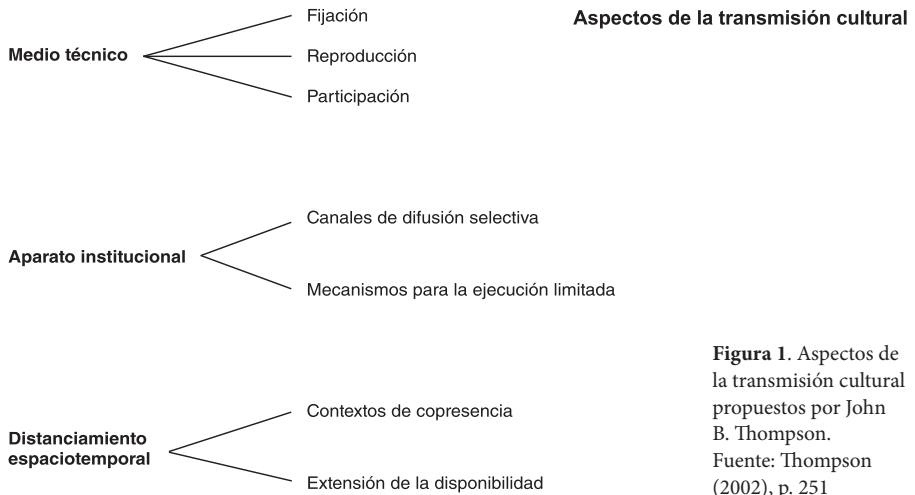 Aspectos de la transmisión cultural
Medio técnico
Fijación
Reproducción
Participación
Aparato institucional
Canales de difusión selectiva
Mecanismos para la ejecución limitada
Distanciamiento
espaciotemporal
Contextos de copresencia
Extensión de la disponibilidad
Figura 1. Aspectos de
la transmisión cultural
propuestos por John
B. Thompson.
Fuente: Thompson
(2002), p. 251